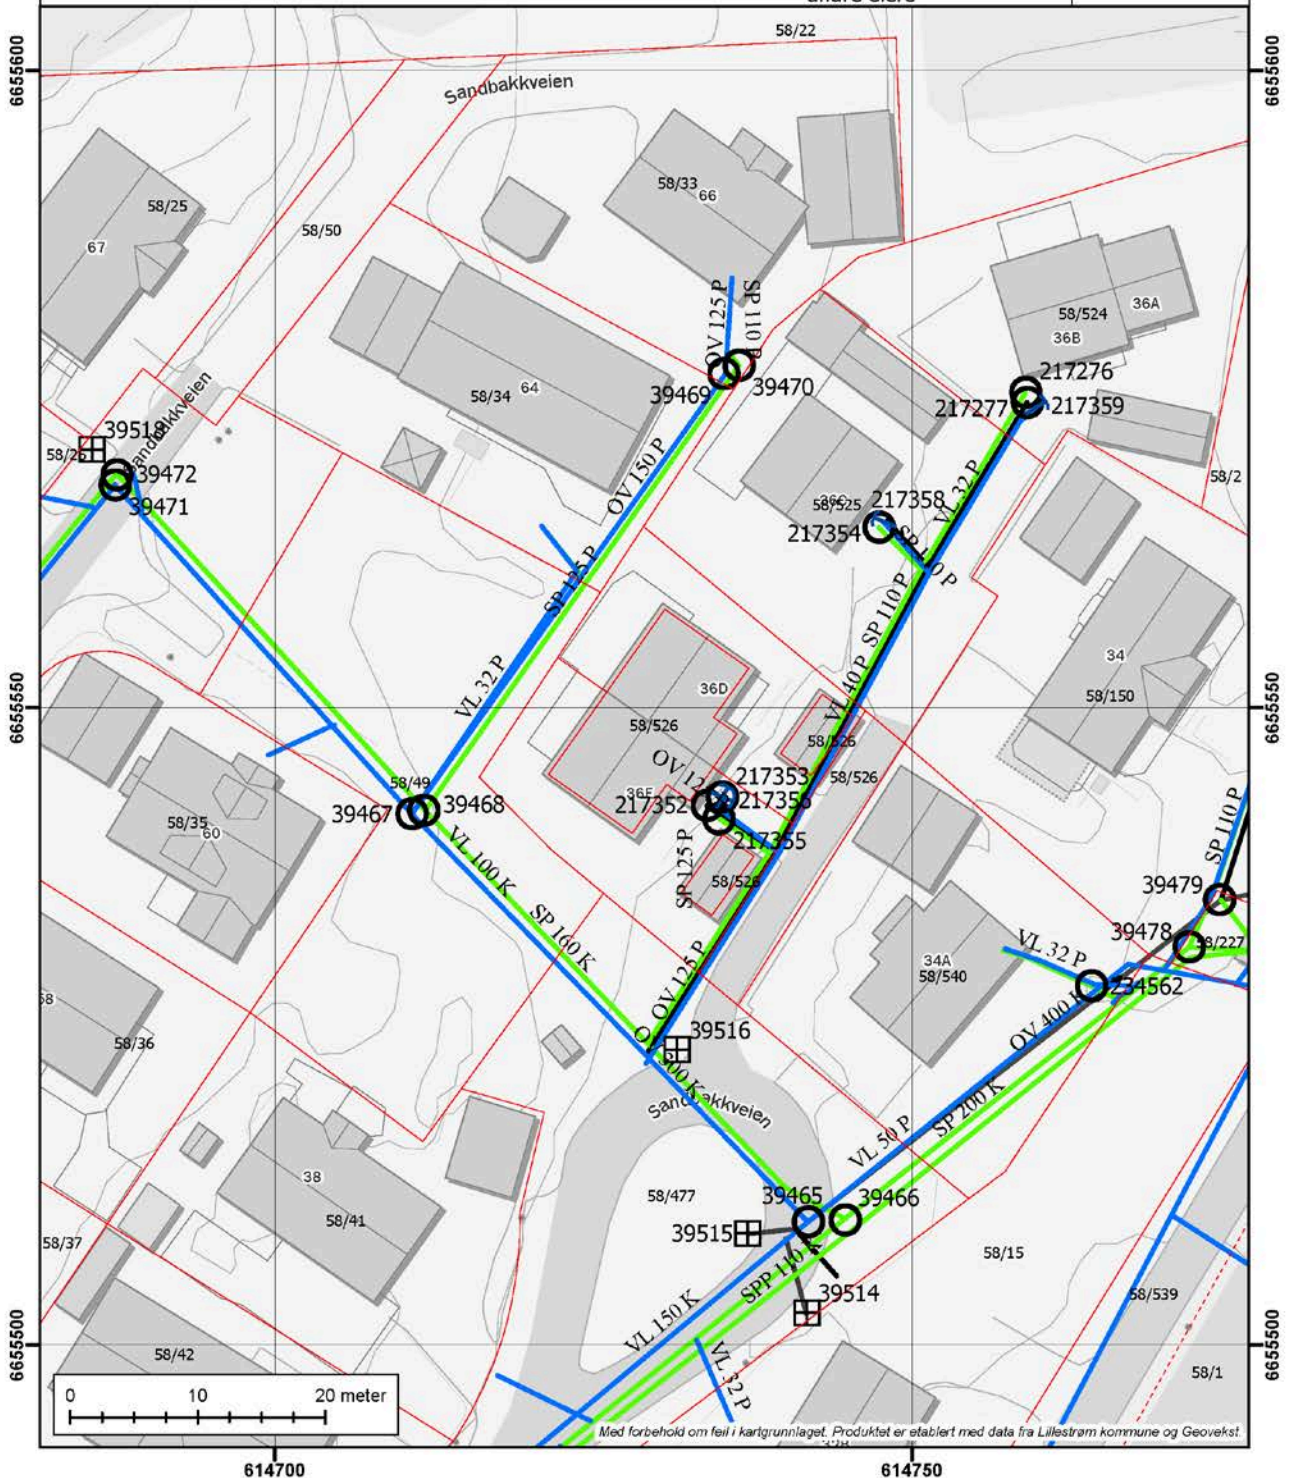 58/22
6655600
6655600
Sandbakkveien
58/33
66
58/25
67
58/50
36A
58/524
36B
OV 125 P
SP 110 P
217276
39469
39470
217277
217359
64
58/34
Sandbakkveien
39472
39471
58/2
OV 150 P
VL 32 P
217358
58/525
217354
SP 125 P
SP 110 P
34
VL 32 P
VL 40 P
36D
58/150
6655550
6655550
58/526
58/526
58/526
217353
58/49
217352
217356
39467
39468
58/35
60
217355
SP 110 P
VL 100 K
SP 125 P
58/526
39479
SP 160 K
39478
58/227
VL 32 P
34A
58/540
234562
OV 125 P
39516
OV 400 K
58/36
Sandbakkveien
SP 200 K
VL 50 P
38
58/477
39465
39466
58/41
39515
58/37
58/15
SPP 110
39514
58/539
VL 150 K
58/42
VL 32 P
6655500
6655500
58/1
0 10 20 meter
Med forbehold om feil i kartgrunnlaget. Produktet er etablert med data fra Lillestrøm kommune og Geovekst.
614700
614750